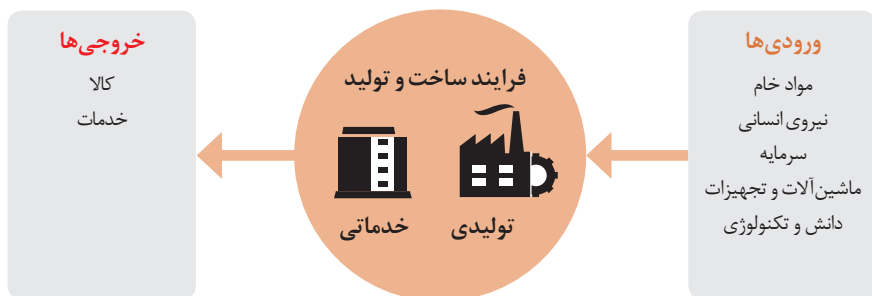 ورودی‌ها
مواد خام
نیروی انسانی
سرمایه
ماشین‌آلات و تجهیزات
دانش و تکنولوژی
فرایند ساخت و تولید
تولیدی
خدماتی
خروجی‌ها
کالا
خدمات